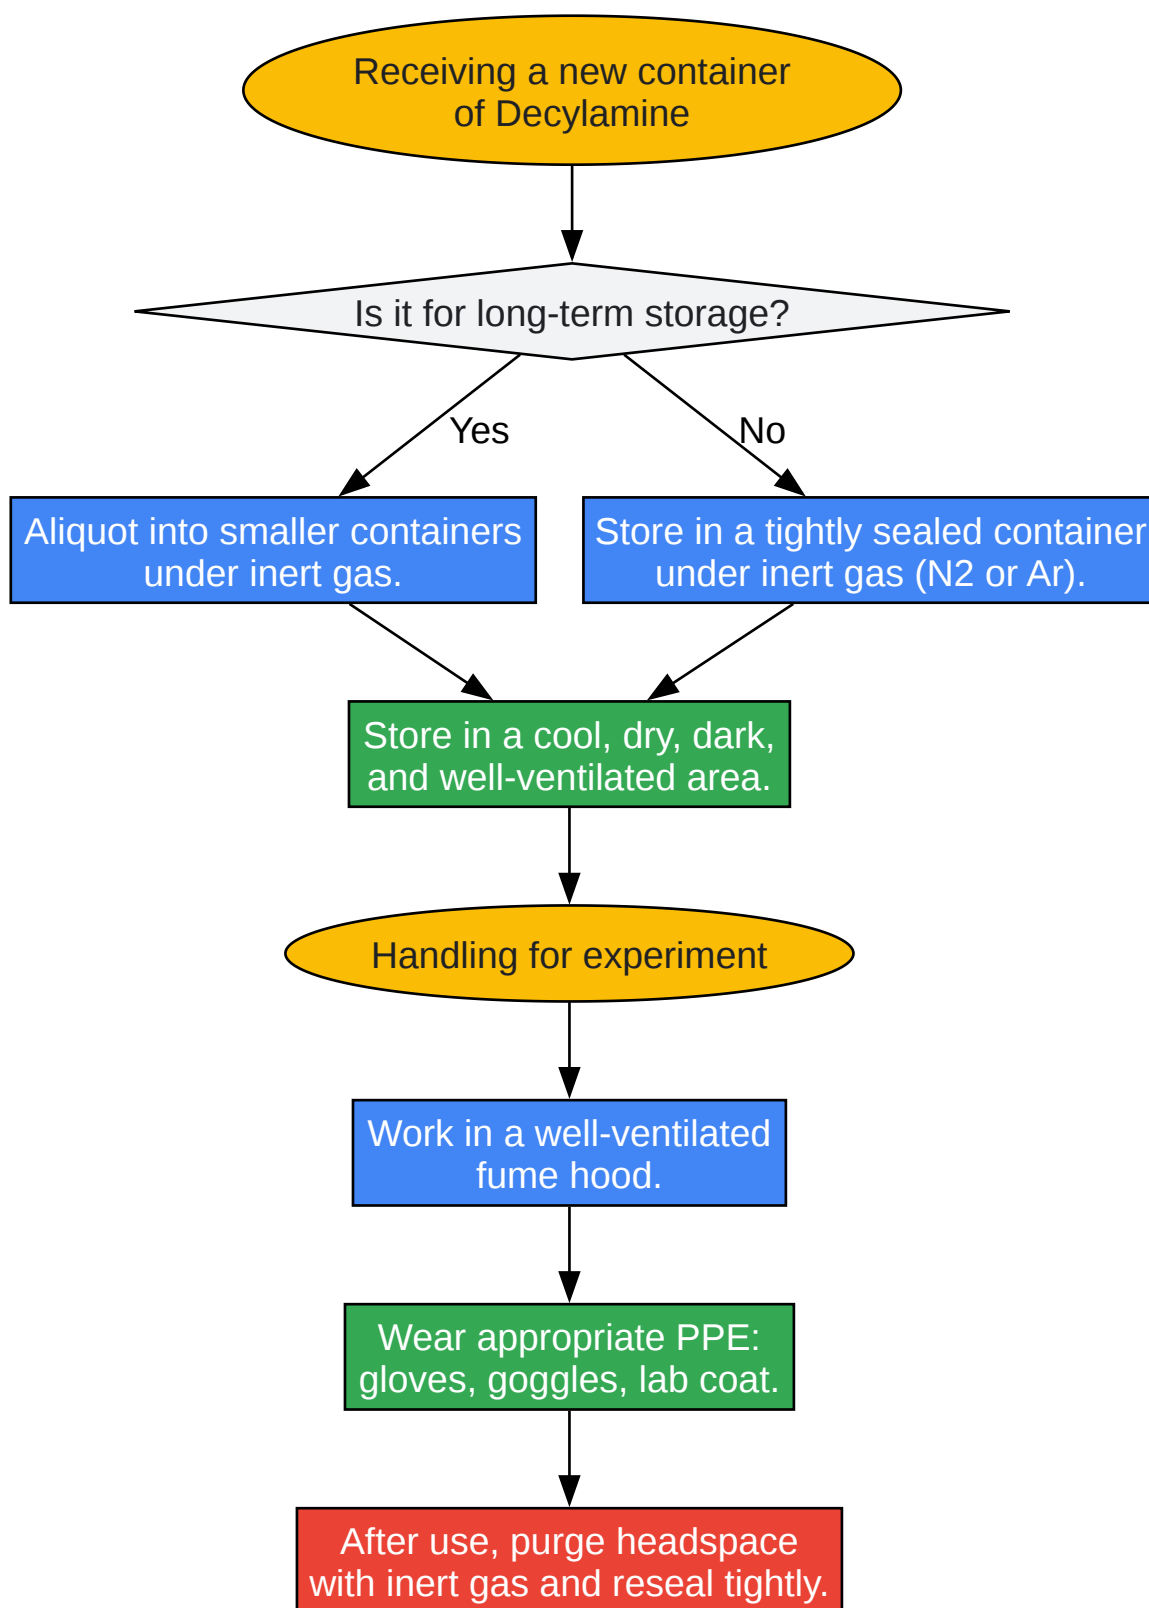 Receiving a new container
of Decylamine
Is it for long-term storage?
Yes
No
Aliquot into smaller containers
under inert gas.
Store in a tightly sealed container
under inert gas (N2 or Ar).
Store in a cool, dry, dark,
and well-ventilated area.
Handling for experiment
Work in a well-ventilated
fume hood.
Wear appropriate PPE:
gloves, goggles, lab coat.
After use, purge headspace
with inert gas and reseal tightly.